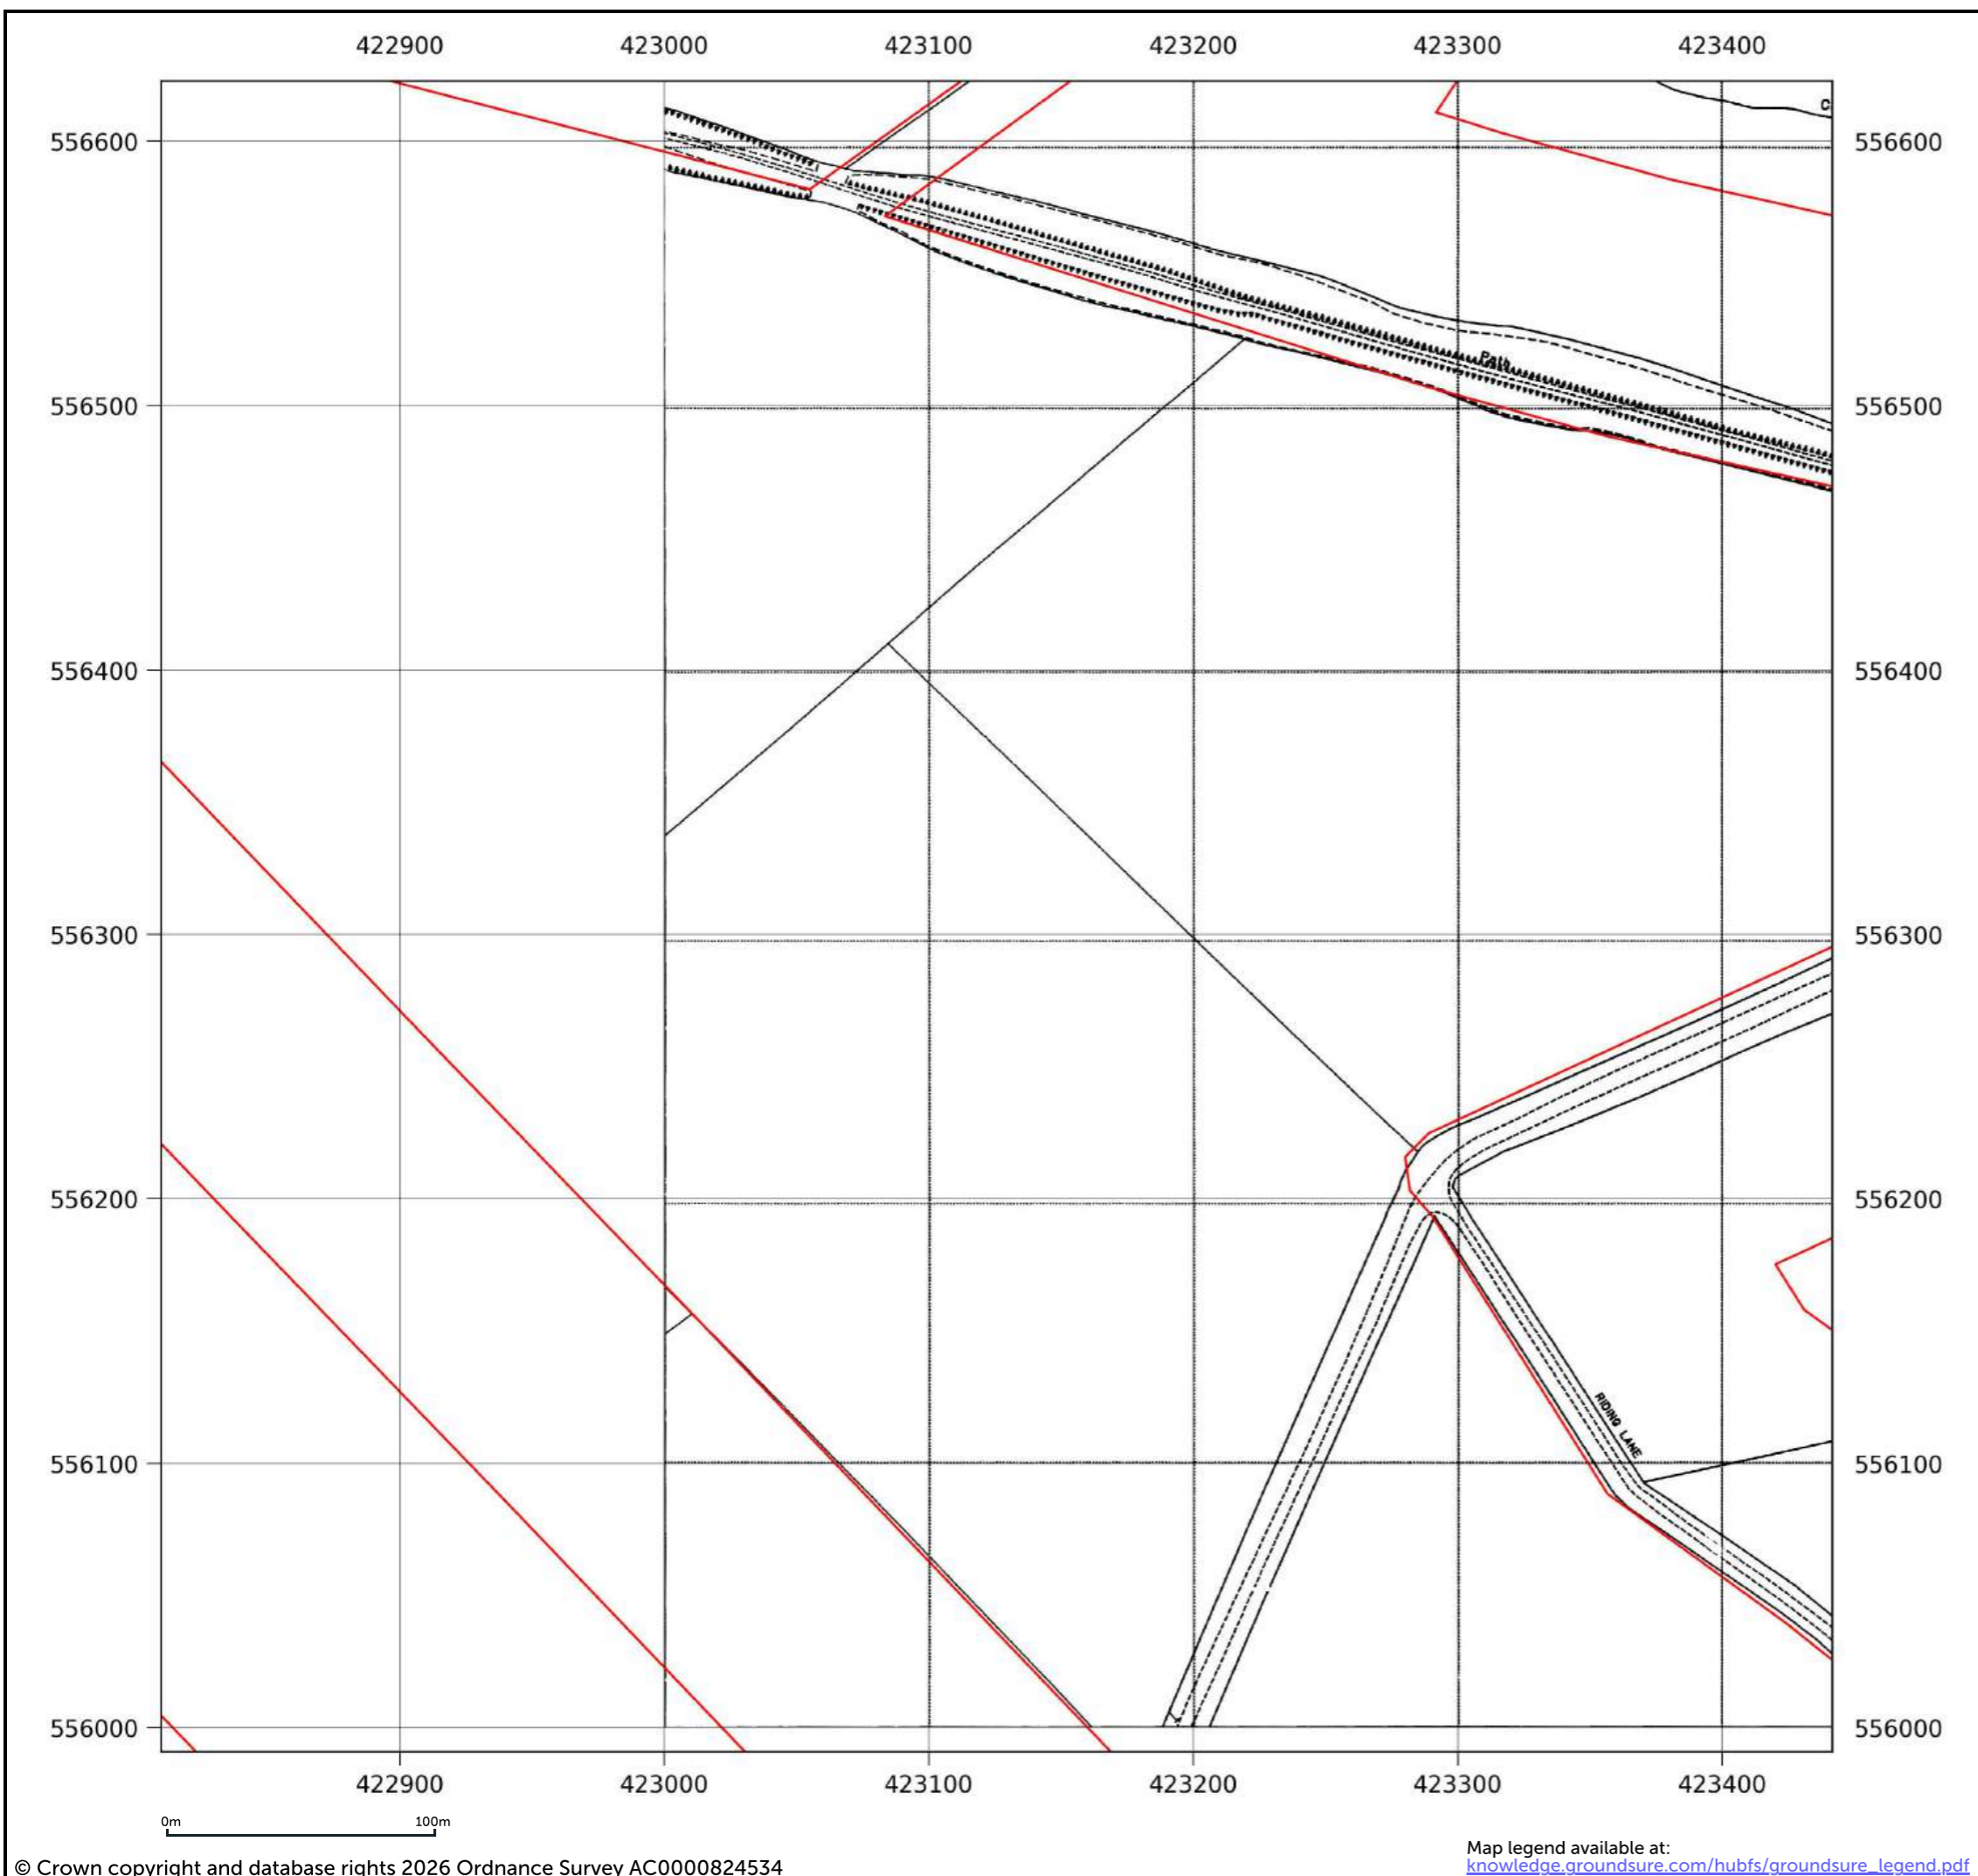 422900 423000 423100 423200 423300 423400
C
556600 556600
Path
556500 556500
556400 556400
556300 556300
556200 556200
RIDING LANE
556100 556100
556000 556000
422900 423000 423100 423200 423300 423400
0m 100m
Map legend available at:
© Crown copyright and database rights 2026 Ordnance Survey AC0000824534
knowledge.groundsure.com/hubfs/groundsure_legend.pdf